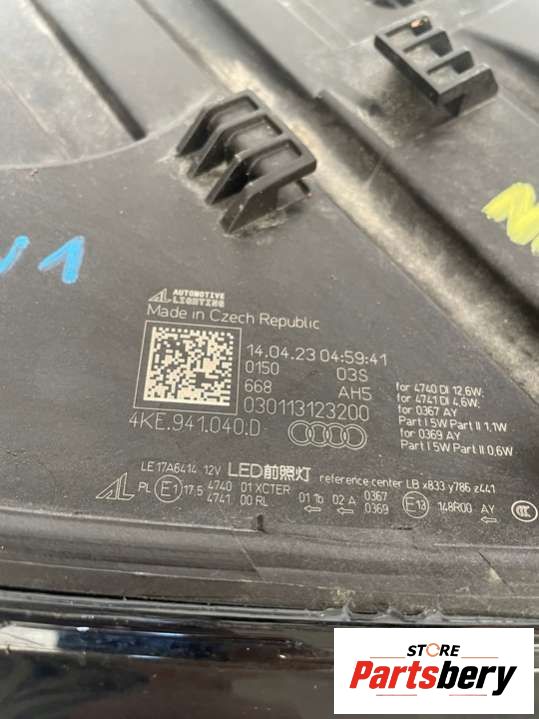 AL AUTOMOTIVE
LIGHTING
Made in Czech Republic
14.04.23 04:59:41
0150 03S
668 AH5
030113123200
4KE.941.040.D
for 4740 DI 12,6W;
for 4741 DI 4,6W;
for 0367 AY
Part I 5W Part II 1,1W
for 0369 AY
Part I 5W Part II 0,6W
LE 17A6414 12V LED前照灯 reference center LB x833 y786 z441
AL PL E1 17.5 4740 01 XCTER 01 1b 02 A 0367 E13 148R00 AY CCC
4741 00 RL 0369
STORE
Partsbery